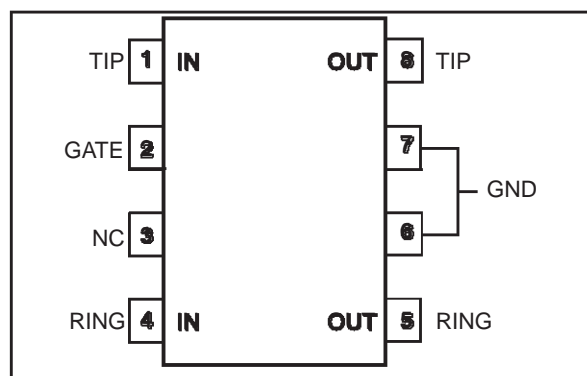 TIP 1 IN OUT 8 TIP
GATE 2 7
GND
NC 3 6
RING 4 IN OUT 5 RING